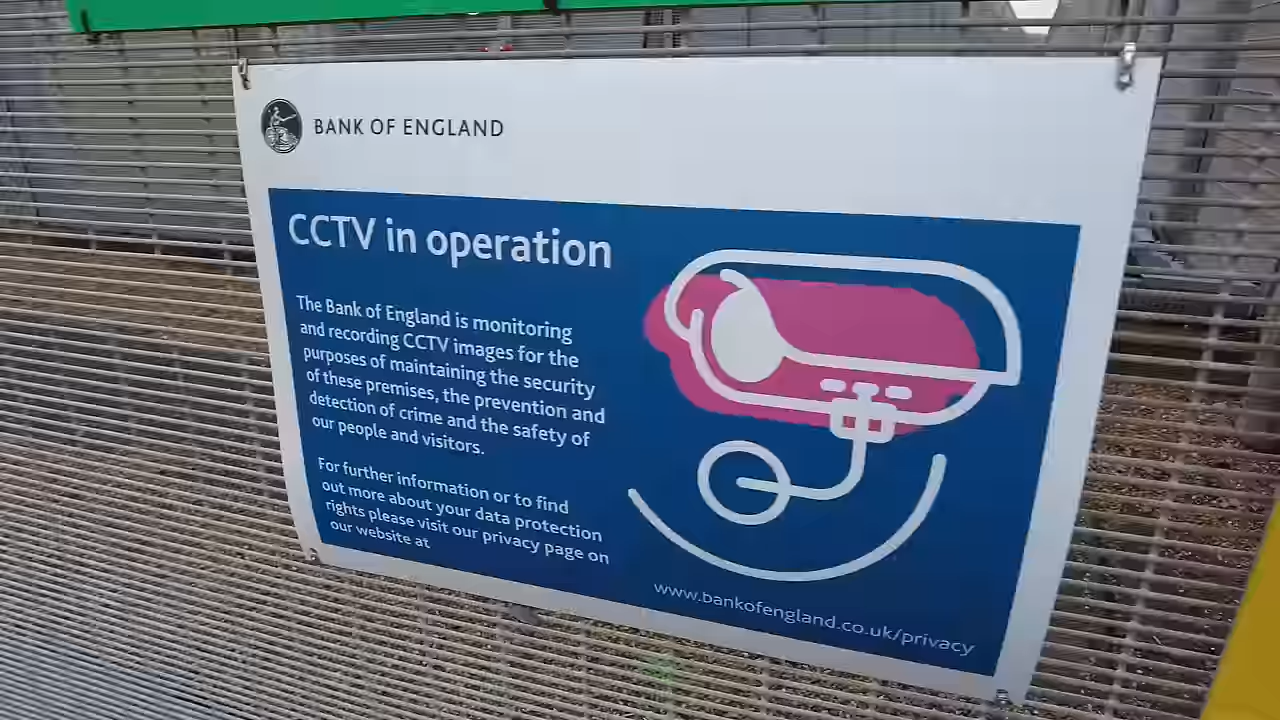 BANK OF ENGLAND
CCTV in operation
The Bank of England is monitoring
and recording CCTV images for the
purposes of maintaining the security
of these premises, the prevention and
detection of crime and the safety of
our people and visitors.
For further information or to find
out more about your data protection
rights please visit our privacy page on
our website at
www.bankofengland.co.uk/privacy